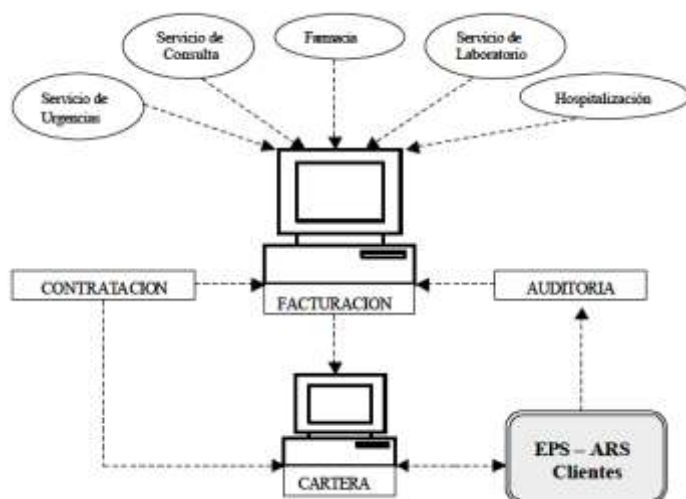 Servicio de
Consulta
Farmacia
Servicio de
Laboratorio
Servicio de
Urgencias
Hospitalización
CONTRATACION
FACTURACION
AUDITORIA
CARTERA
EPS – ARS
Clientes